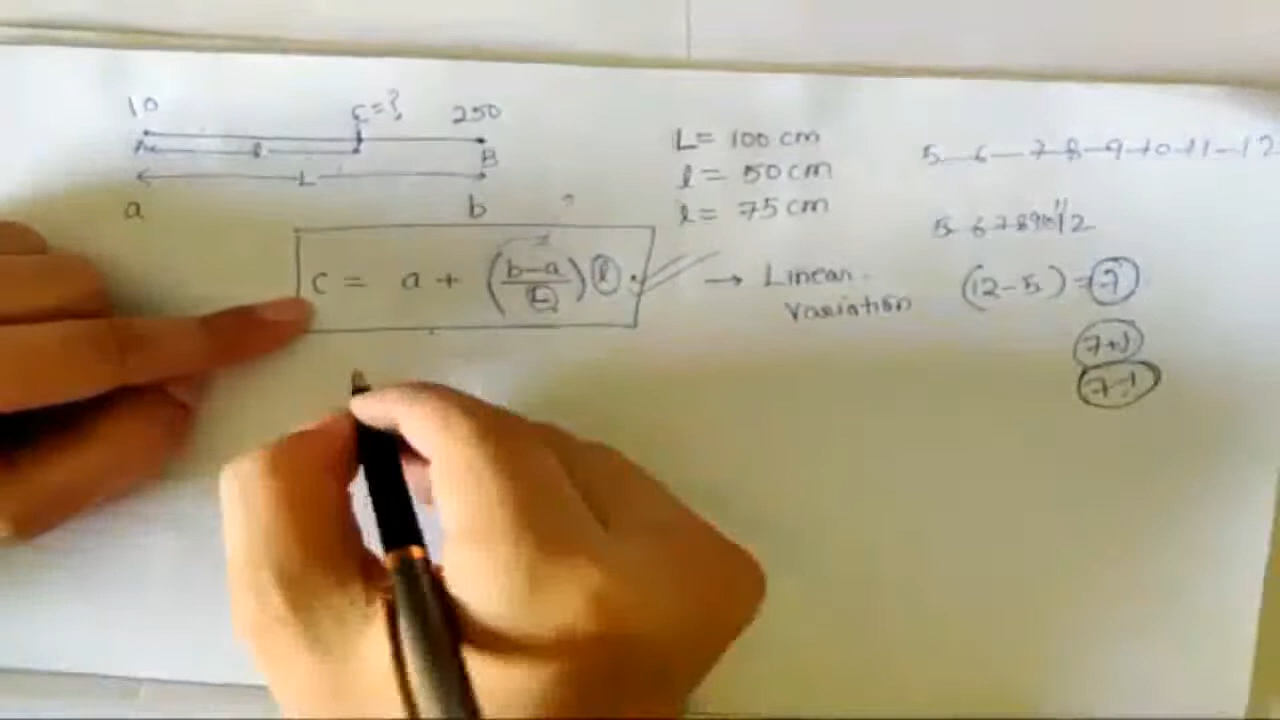 10 C=? 250
A l B
L
a b
c = a + (b-a/L) l
→ Linear
Variation
L= 100 cm
l = 50 cm
l = 75 cm
5-6-7-8-9-10-11-12
5 6 7 8 9 10 11 12
(12-5) = 7
7+1
7-1